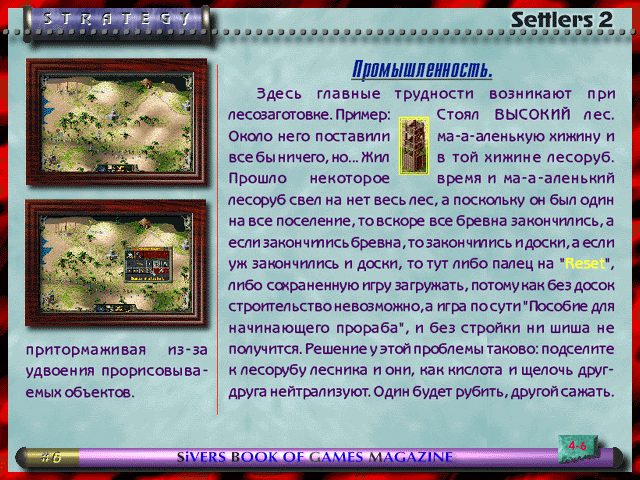 STRATEGY
Settlers 2
притормаживая из-за
удвоения прорисовыва-
емых объектов.
Промышленность.
Здесь главные трудности возникают при
лесозаготовке. Пример: Стоял ВЫСОКИЙ лес.
Около него поставили ма-а-аленькую хижину и
все бы ничего, но... Жил в той хижине лесоруб.
Прошло некоторое время и ма-а-аленький
лесоруб свел на нет весь лес, а поскольку он был один
на все поселение, то вскоре все бревна закончились, а
если закончились бревна, то закончились и доски, а если
уж закончились и доски, то тут либо палец на "Reset",
либо сохраненную игру загружать, потому как без досок
строительство невозможно, а игра по сути "Пособие для
начинающего прораба", и без стройки ни шиша не
получится. Решение у этой проблемы таково: подселите
к лесорубу лесника и они, как кислота и щелочь друг-
друга нейтрализуют. Один будет рубить, другой сажать.
#6
SiVERS BOOK OF GAMES MAGAZINE
4-6